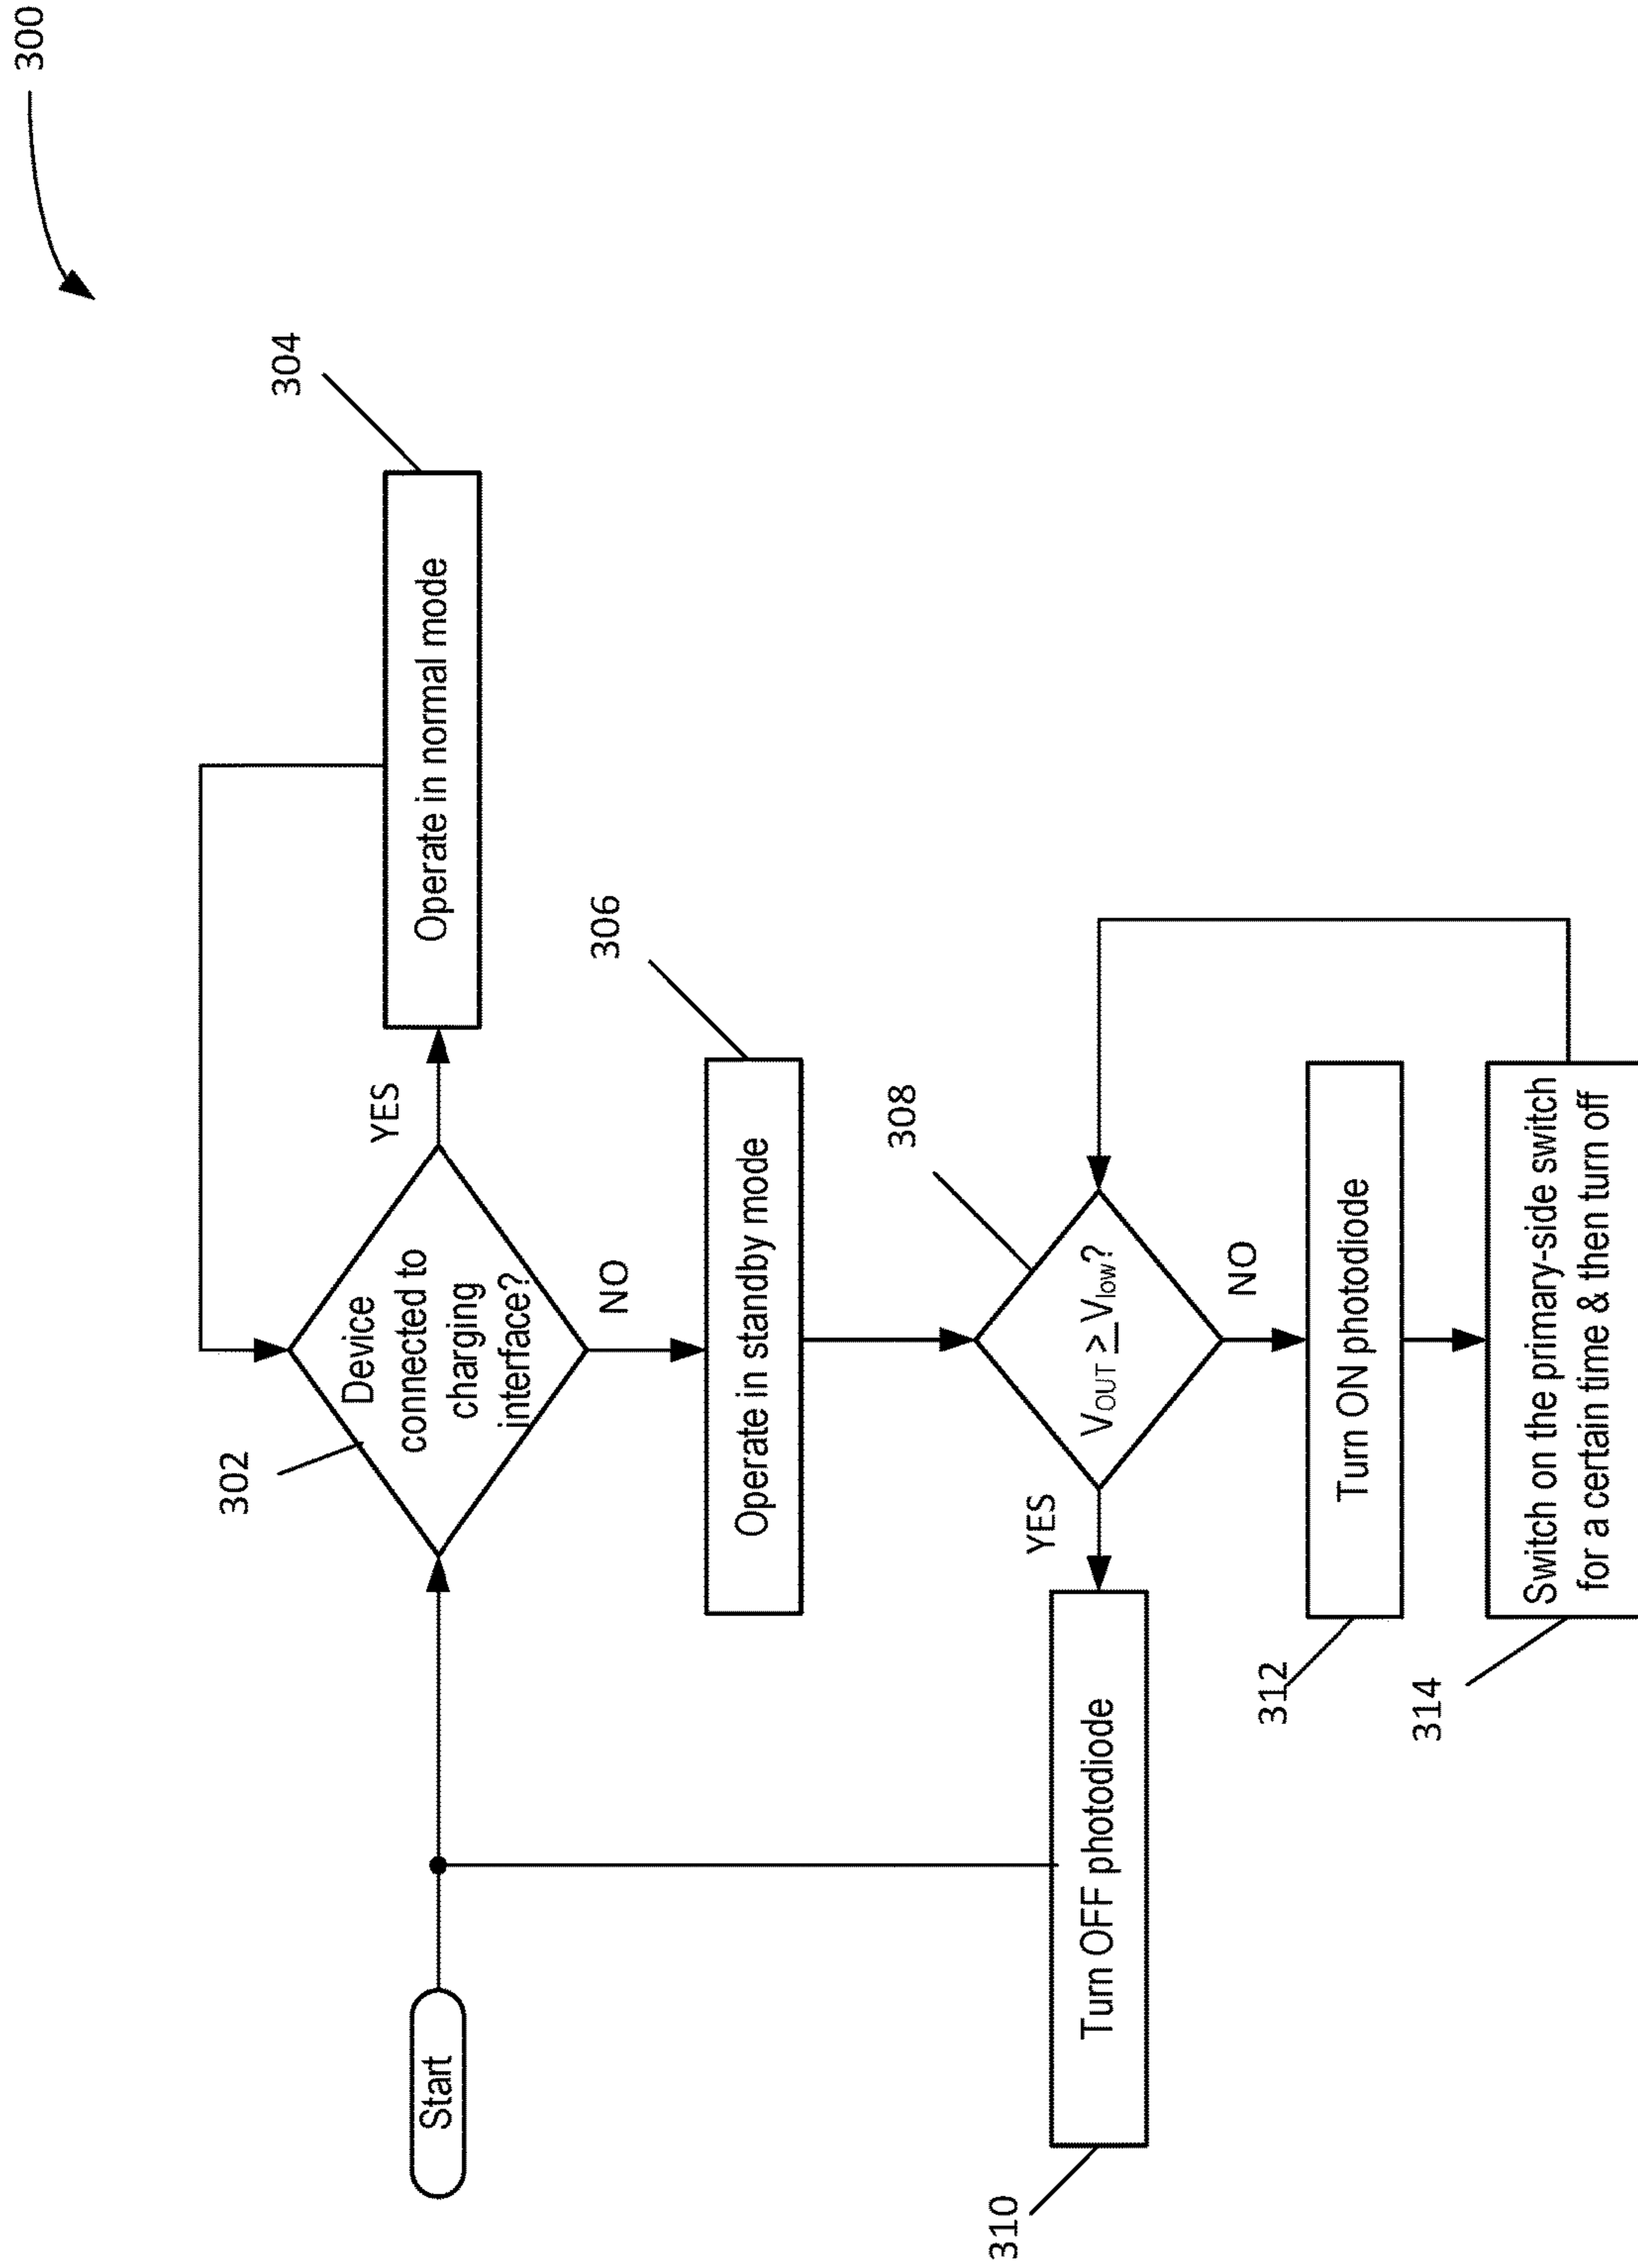 300
Start
302
Device
connected to
charging
interface?
YES
304
Operate in normal mode
NO
306
Operate in standby mode
308
VOUT ≥ Vlow?
YES
310
Turn OFF photodiode
NO
312
Turn ON photodiode
314
Switch on the primary-side switch
for a certain time & then turn off